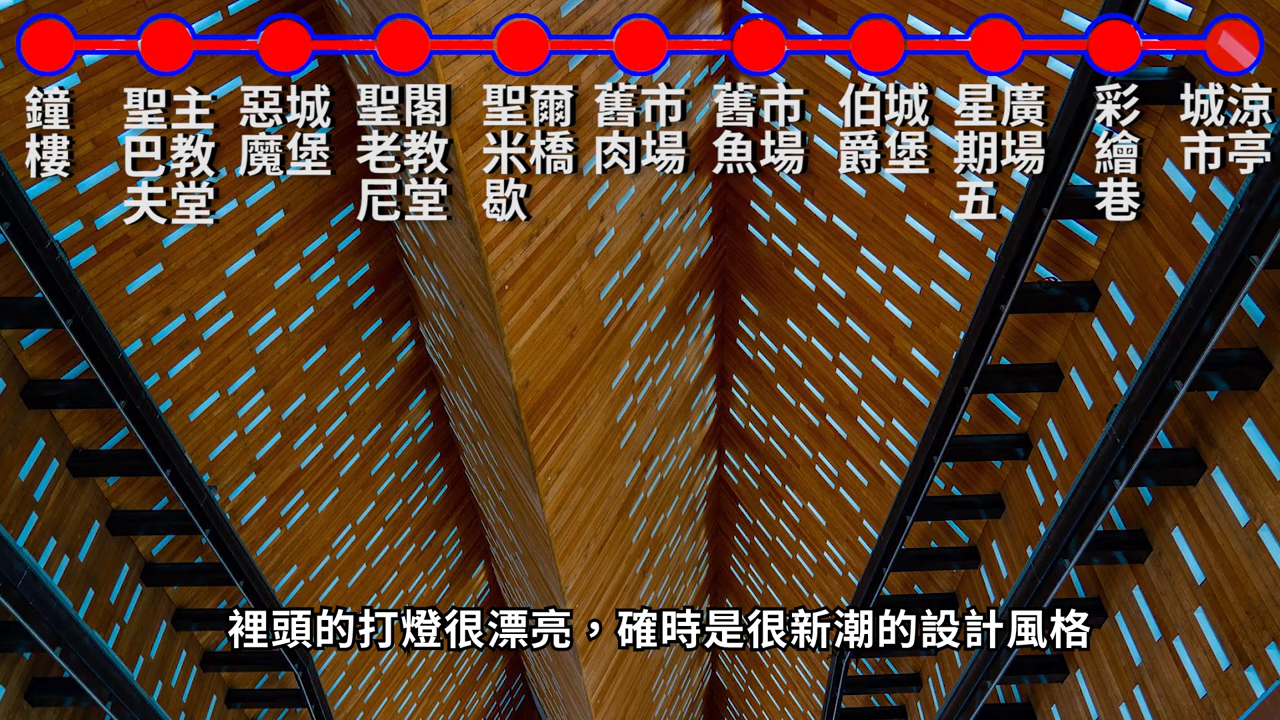 鐘樓
聖巴夫主教堂
惡魔城堡
聖老尼閣教堂
聖米歇爾橋
舊肉市場
舊魚市場
伯爵城堡
星期五廣場
彩繪巷
城市涼亭
裡頭的打燈很漂亮，確時是很新潮的設計風格